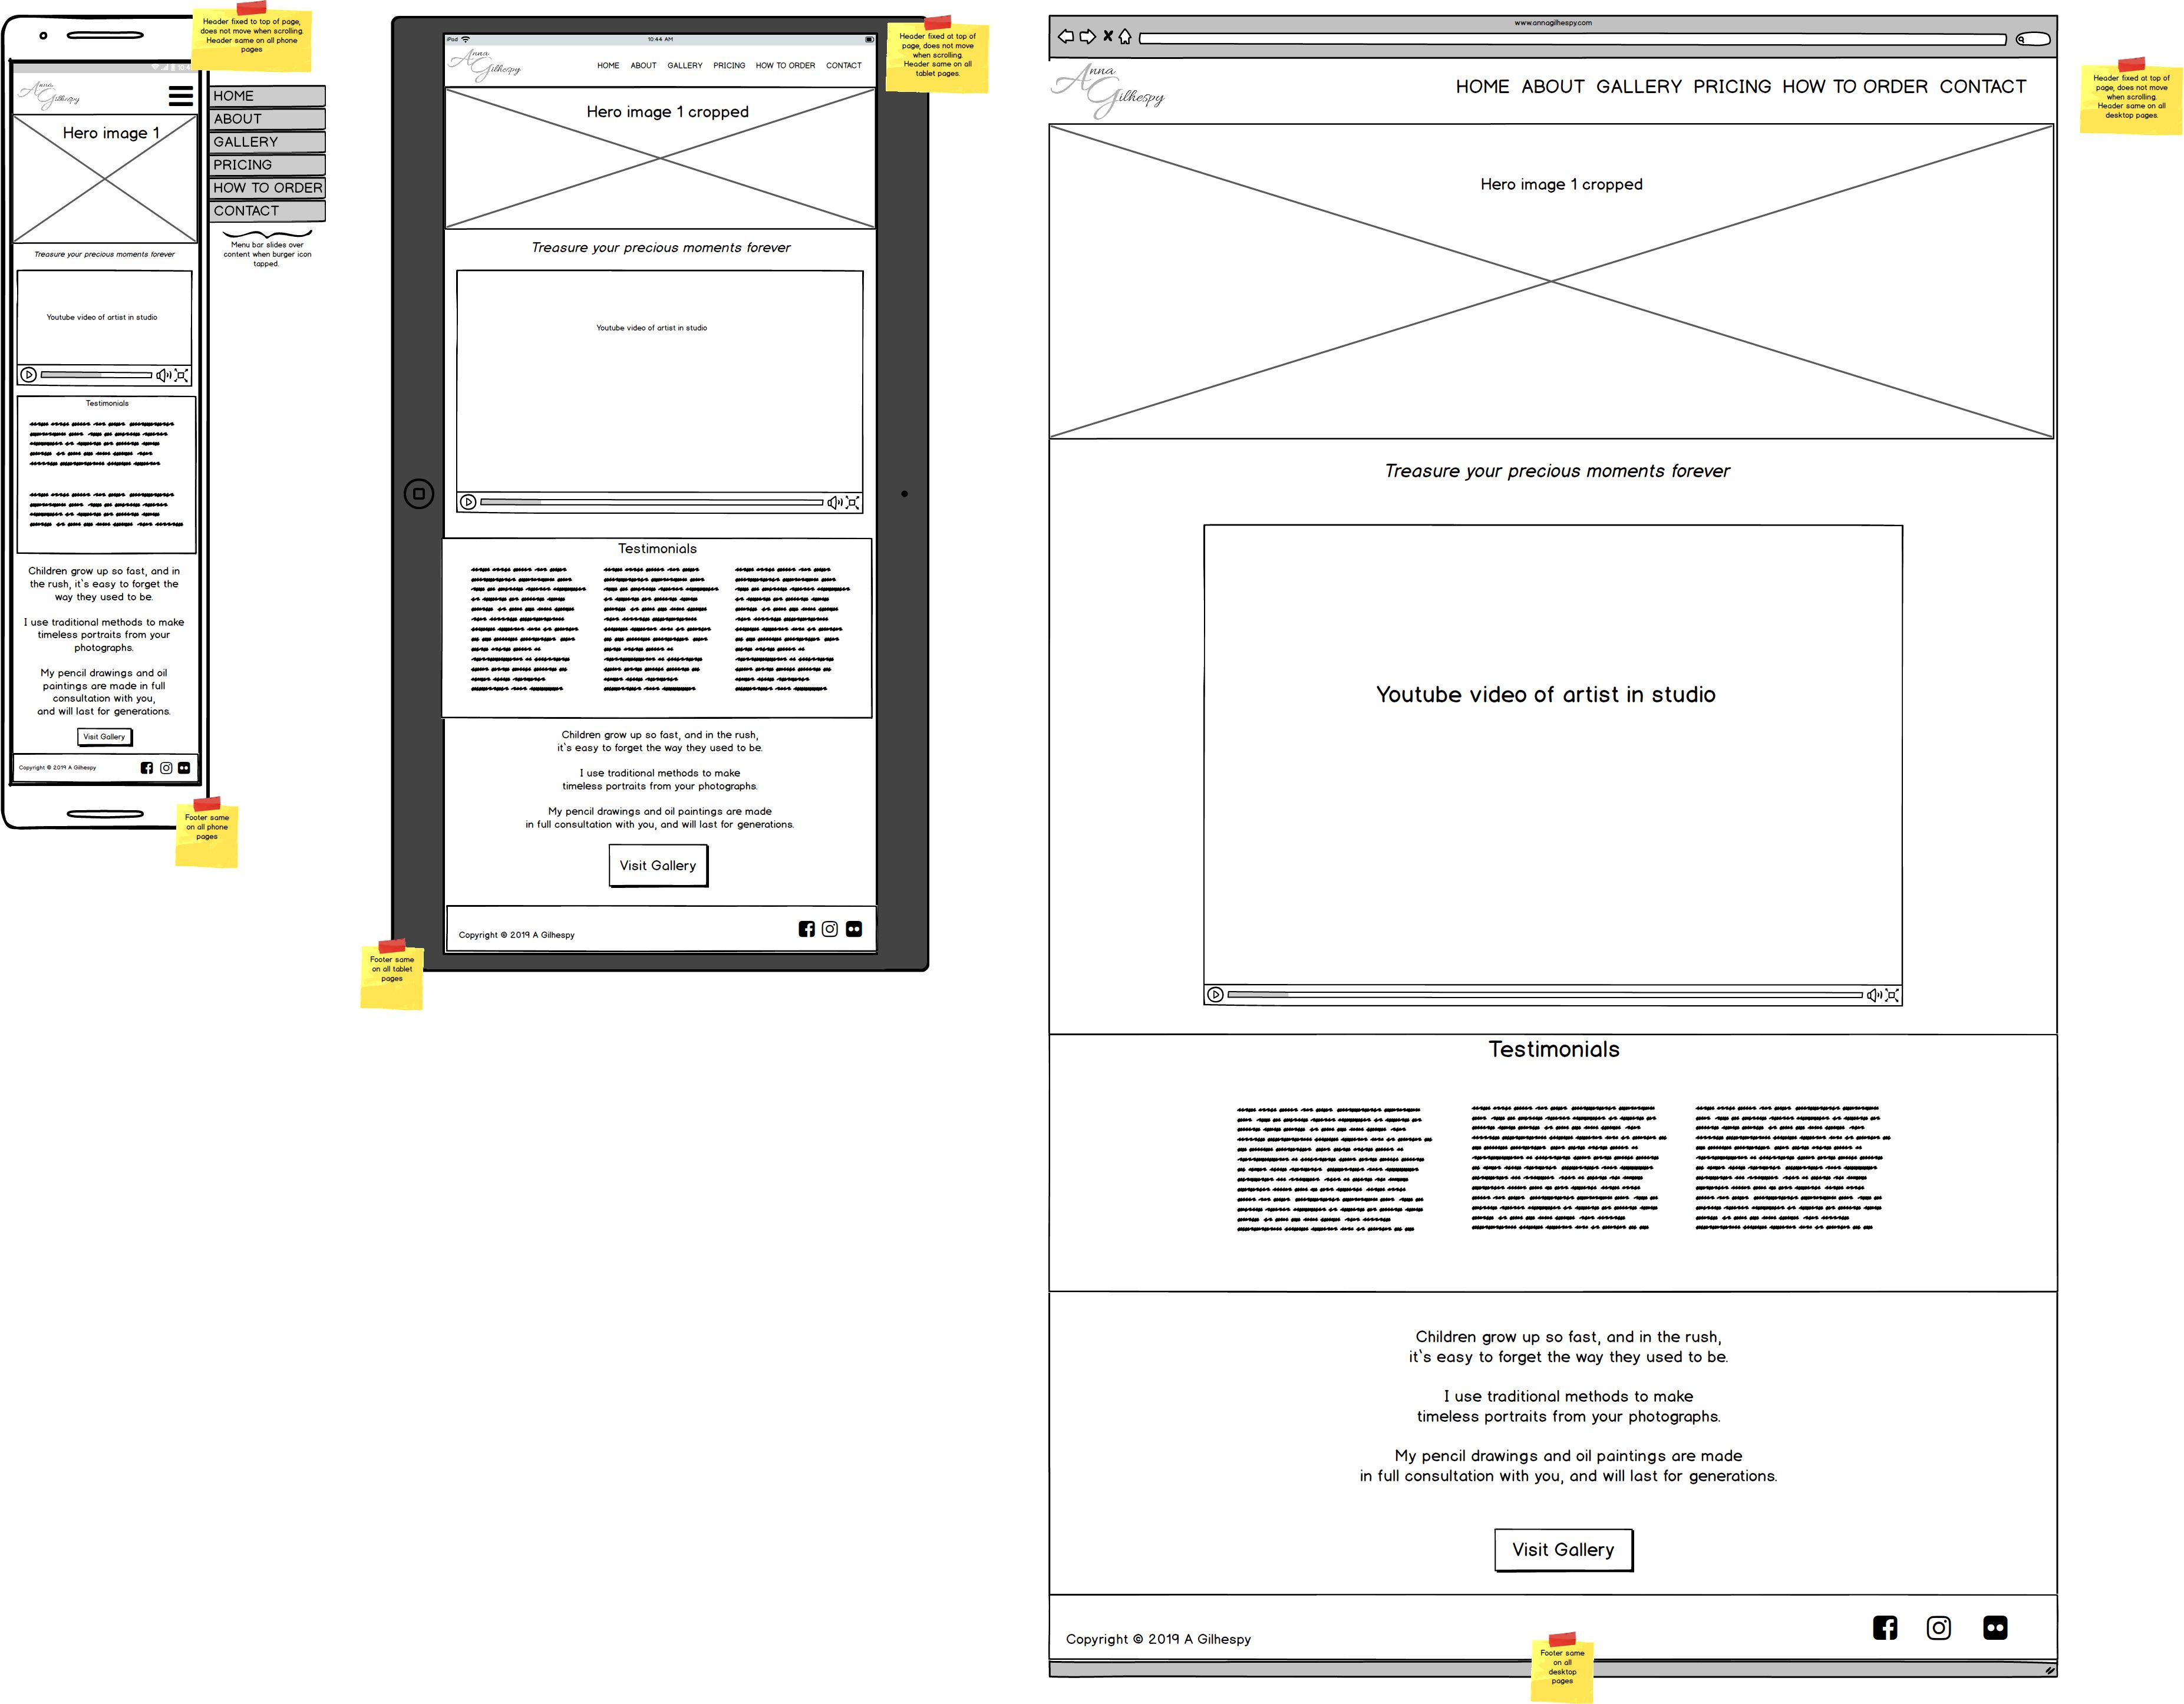 Header fixed to top of page,
does not move when scrolling.
Header same on all phone
pages
Anna
Gilhespy
HOME
ABOUT
GALLERY
PRICING
HOW TO ORDER
CONTACT
Menu bar slides over
content when burger icon
tapped.
Hero image 1
Treasure your precious moments forever
Youtube video of artist in studio
Testimonials
Children grow up so fast, and in
the rush, it`s easy to forget the
way they used to be.
I use traditional methods to make
timeless portraits from your
photographs.
My pencil drawings and oil
paintings are made in full
consultation with you,
and will last for generations.
Visit Gallery
Copyright © 2019 A Gilhespy
Footer same
on all phone
pages
iPad
10:44 AM
Header fixed at top of
page, does not move
when scrolling.
Header same on all
tablet pages.
Anna
Gilhespy
HOME ABOUT GALLERY PRICING HOW TO ORDER CONTACT
Hero image 1 cropped
Treasure your precious moments forever
Youtube video of artist in studio
Testimonials
Children grow up so fast, and in the rush,
it`s easy to forget the way they used to be.
I use traditional methods to make
timeless portraits from your photographs.
My pencil drawings and oil paintings are made
in full consultation with you, and will last for generations.
Visit Gallery
Copyright © 2019 A Gilhespy
Footer same
on all tablet
pages
www.annagilhespy.com
Header fixed at top of
page, does not move
when scrolling.
Header same on all
desktop pages.
Anna
Gilhespy
HOME ABOUT GALLERY PRICING HOW TO ORDER CONTACT
Hero image 1 cropped
Treasure your precious moments forever
Youtube video of artist in studio
Testimonials
Children grow up so fast, and in the rush,
it`s easy to forget the way they used to be.
I use traditional methods to make
timeless portraits from your photographs.
My pencil drawings and oil paintings are made
in full consultation with you, and will last for generations.
Visit Gallery
Copyright © 2019 A Gilhespy
Footer same
on all
desktop
pages